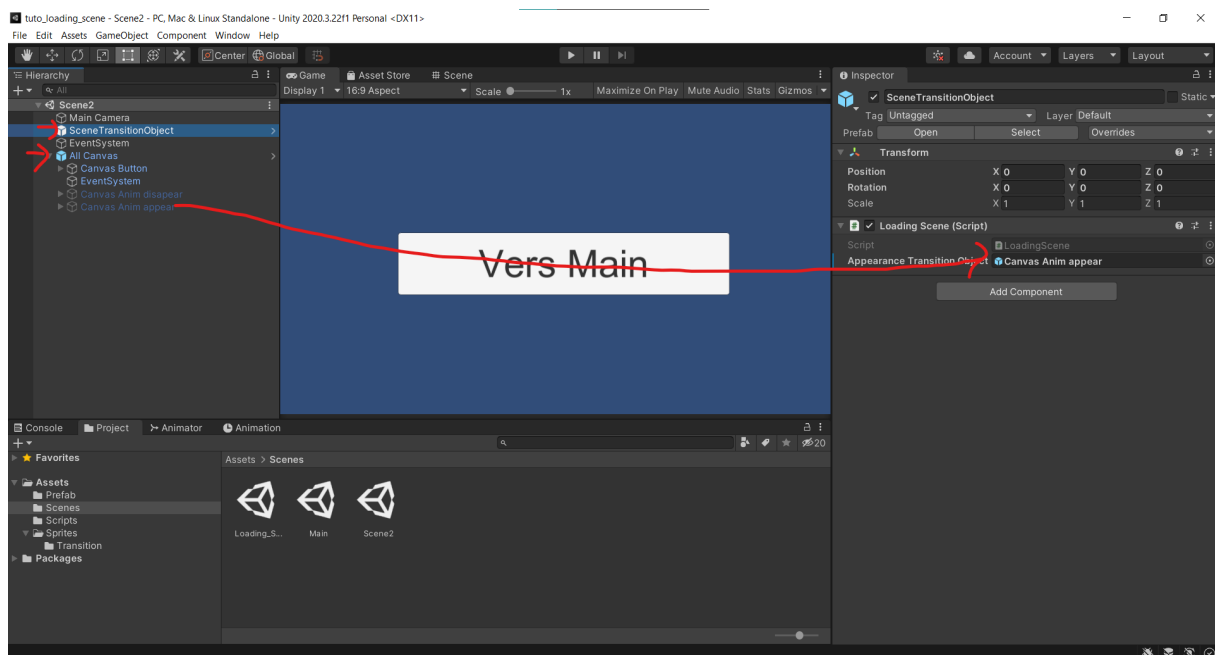 tuto_loading_scene - Scene2 - PC, Mac & Linux Standalone - Unity 2020.3.22f1 Personal <DX11>
File Edit Assets GameObject Component Window Help
Center Global Account Layers Layout
Hierarchy
All
Scene2
Main Camera
SceneTransitionObject
EventSystem
All Canvas
Canvas Button
EventSystem
Canvas Anim disapear
Canvas Anim appear
Game Asset Store Scene
Display 1 16:9 Aspect Scale 1x Maximize On Play Mute Audio Stats Gizmos
Vers Main
Inspector
SceneTransitionObject Static
Tag Untagged Layer Default
Prefab Open Select Overrides
Transform
Position X 0 Y 0 Z 0
Rotation X 0 Y 0 Z 0
Scale X 1 Y 1 Z 1
Loading Scene (Script)
Script LoadingScene
Appearance Transition Object Canvas Anim appear
Add Component
Console Project Animator Animation
20
Favorites
Assets
Prefab
Scenes
Scripts
Sprites
Transition
Packages
Assets > Scenes
Loading_S... Main Scene2